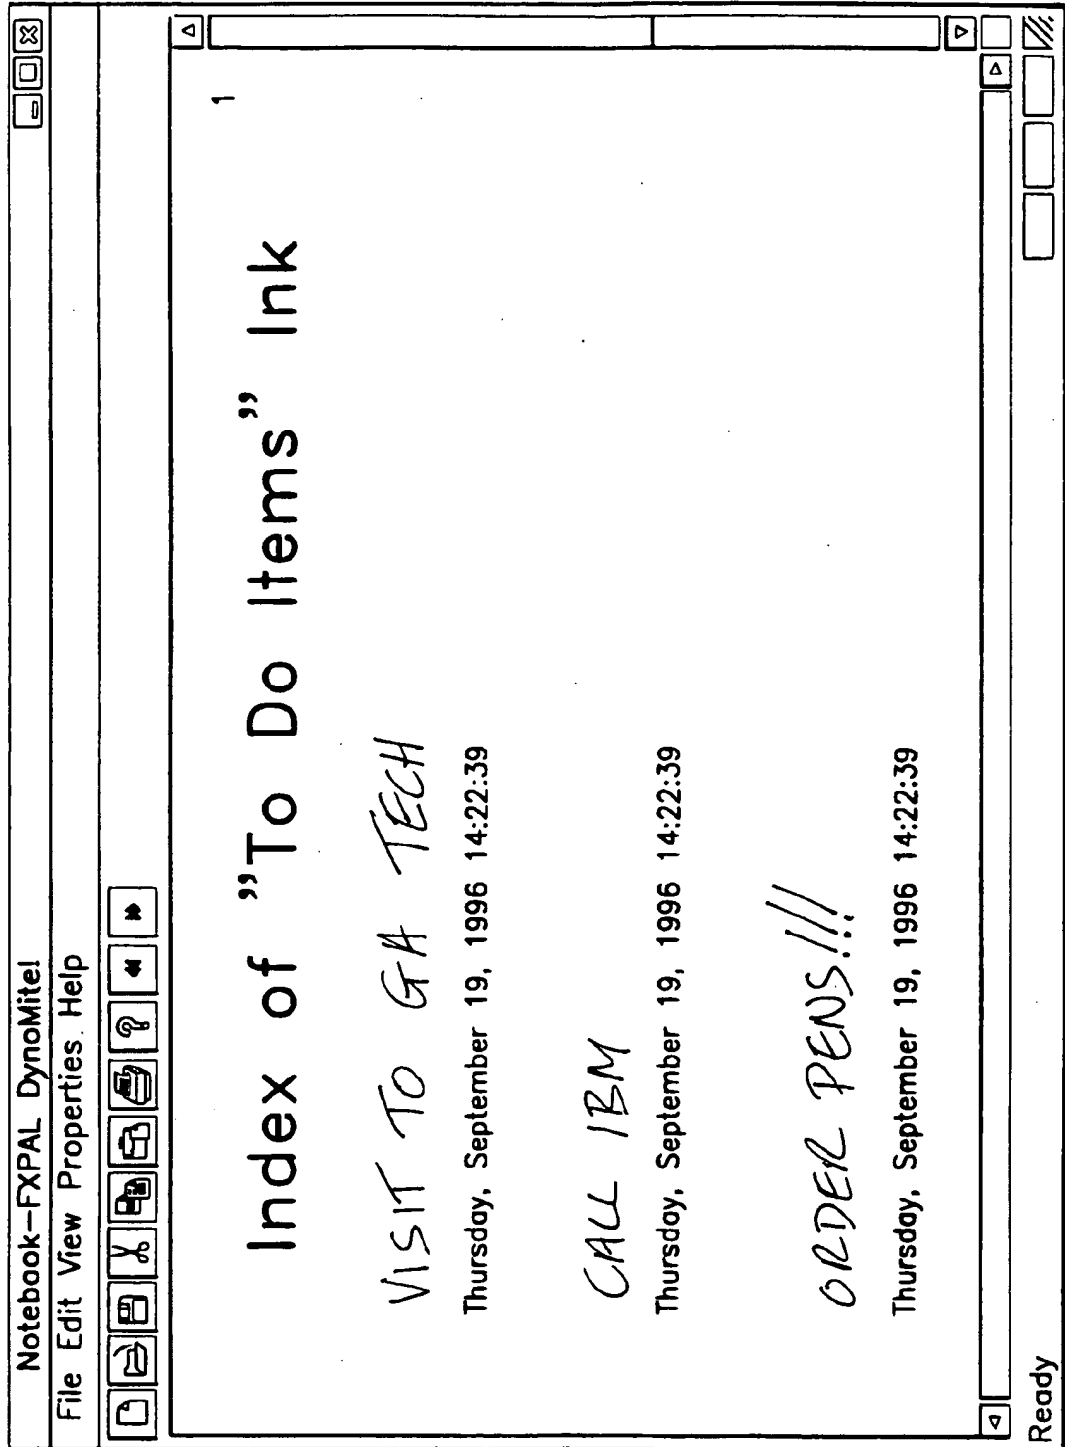 Notebook—FXPAL DynoMite!
File Edit View Properties Help
1
Index of "To Do Items" Ink
VISIT TO GA TECH
Thursday, September 19, 1996 14:22:39
CALL IBM
Thursday, September 19, 1996 14:22:39
ORDER PENS!!!
Thursday, September 19, 1996 14:22:39
Ready